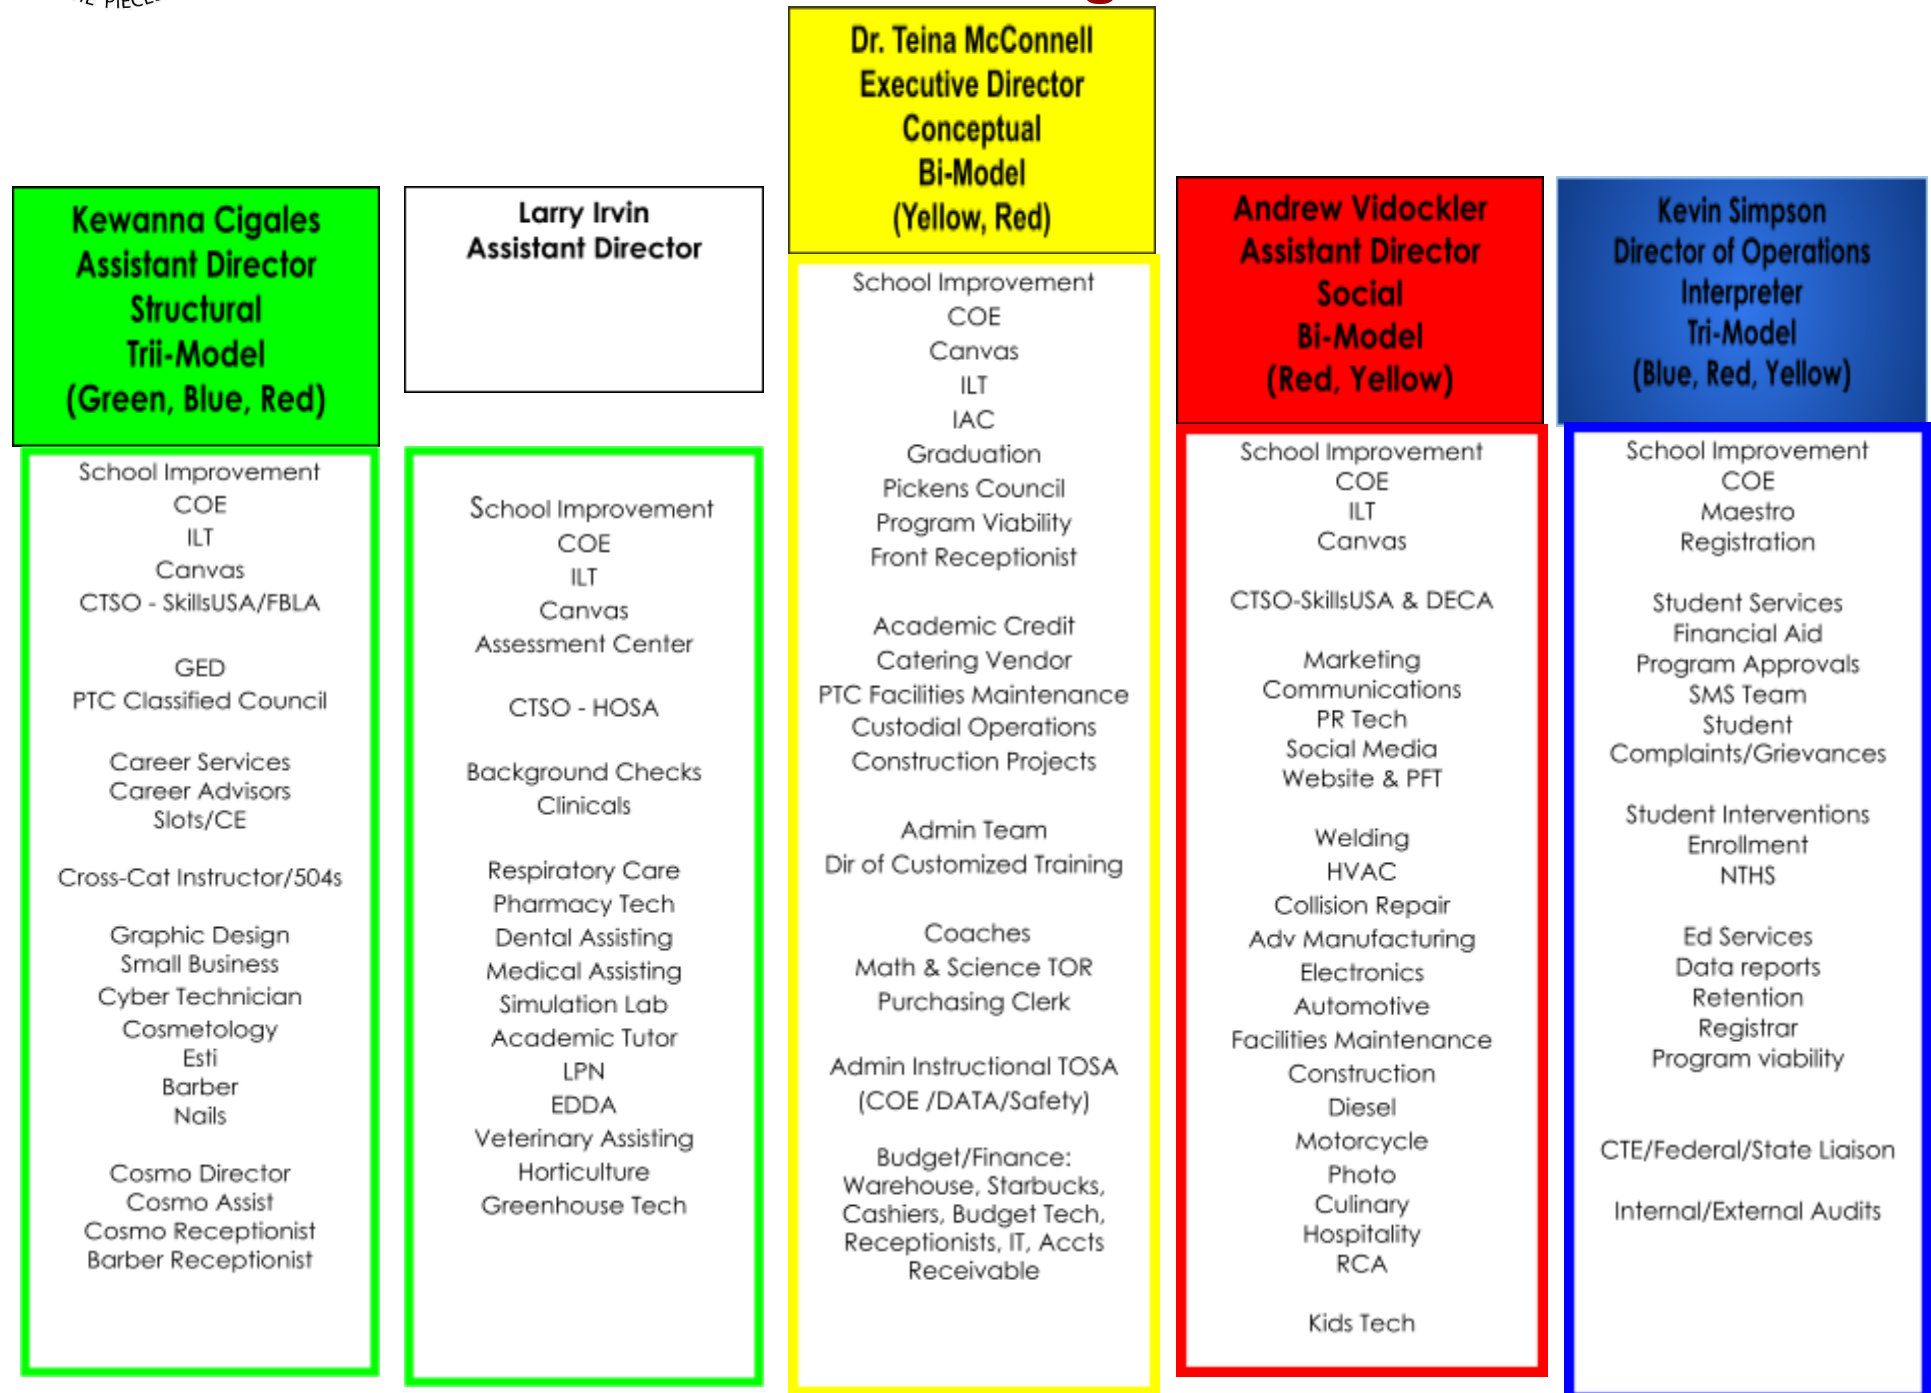 PIECES
Dr. Teina McConnell
Executive Director
Conceptual
Bi-Model
(Yellow, Red)
School Improvement
COE
Canvas
ILT
IAC
Graduation
Pickens Council
Program Viability
Front Receptionist
Academic Credit
Catering Vendor
PTC Facilities Maintenance
Custodial Operations
Construction Projects
Admin Team
Dir of Customized Training
Coaches
Math & Science TOR
Purchasing Clerk
Admin Instructional TOSA
(COE /DATA/Safety)
Budget/Finance:
Warehouse, Starbucks,
Cashiers, Budget Tech,
Receptionists, IT, Accts
Receivable
Kewanna Cigales
Assistant Director
Structural
Trii-Model
(Green, Blue, Red)
School Improvement
COE
ILT
Canvas
CTSO - SkillsUSA/FBLA
GED
PTC Classified Council
Career Services
Career Advisors
Slots/CE
Cross-Cat Instructor/504s
Graphic Design
Small Business
Cyber Technician
Cosmetology
Esti
Barber
Nails
Cosmo Director
Cosmo Assist
Cosmo Receptionist
Barber Receptionist
Larry Irvin
Assistant Director
School Improvement
COE
ILT
Canvas
Assessment Center
CTSO - HOSA
Background Checks
Clinicals
Respiratory Care
Pharmacy Tech
Dental Assisting
Medical Assisting
Simulation Lab
Academic Tutor
LPN
EDDA
Veterinary Assisting
Horticulture
Greenhouse Tech
Andrew Vidockler
Assistant Director
Social
Bi-Model
(Red, Yellow)
School Improvement
COE
ILT
Canvas
CTSO-SkillsUSA & DECA
Marketing
Communications
PR Tech
Social Media
Website & PFT
Welding
HVAC
Collision Repair
Adv Manufacturing
Electronics
Automotive
Facilities Maintenance
Construction
Diesel
Motorcycle
Photo
Culinary
Hospitality
RCA
Kids Tech
Kevin Simpson
Director of Operations
Interpreter
Tri-Model
(Blue, Red, Yellow)
School Improvement
COE
Maestro
Registration
Student Services
Financial Aid
Program Approvals
SMS Team
Student
Complaints/Grievances
Student Interventions
Enrollment
NTHS
Ed Services
Data reports
Retention
Registrar
Program viability
CTE/Federal/State Liaison
Internal/External Audits